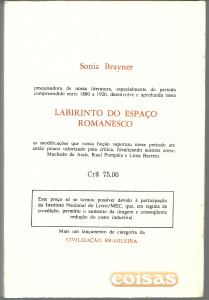 Sonia Brayner
pesquisadora de nossa literatura, especialmente do período
compreendido entre 1880 a 1920, desenvolve e aprofunda neste
LABIRINTO DO ESPAÇO
ROMANESCO
as modificações que nossa ficção suportou nesse período até
então pouco valorizado pela crítica, focalizando autores como
Machado de Assis, Raul Pompéia e Lima Barreto.
Cr$ 75,00
Este preço só se tornou possível devido à participação
do Instituto Nacional do Livro/MEC, que, em regime de
co-edição, permitiu o aumento da tiragem e conseqüente
redução do custo industrial.
Mais um lançamento de categoria da
CIVILIZAÇÃO BRASILEIRA
coisas